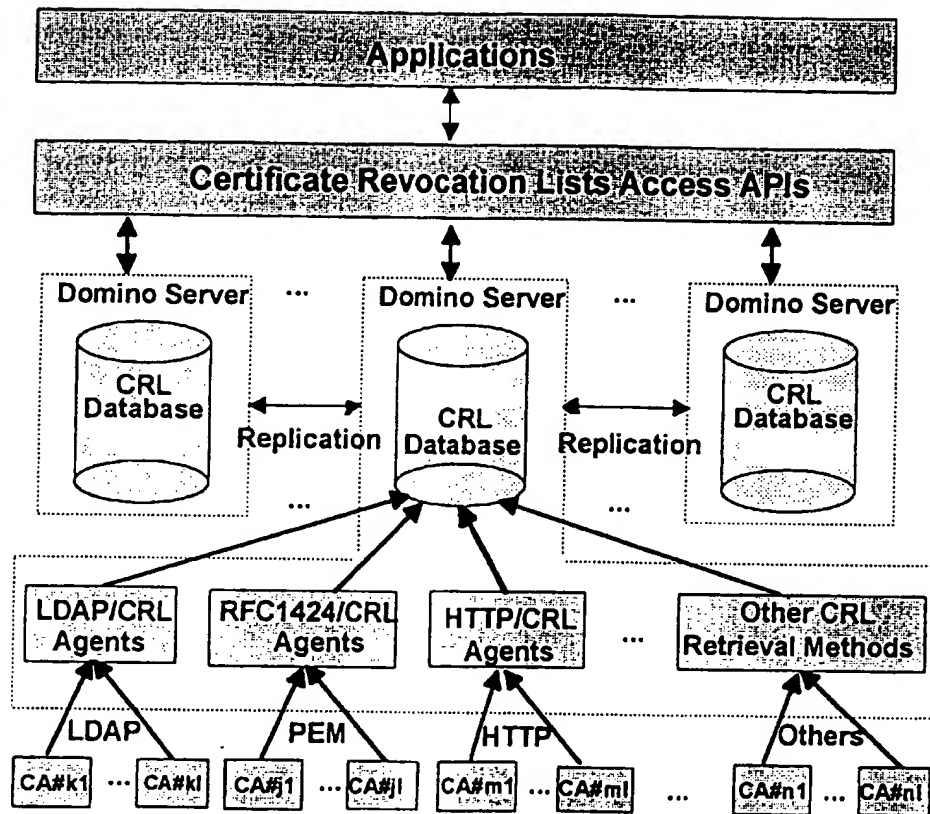 Applications
Certificate Revocation Lists Access APIs
Domino Server ... Domino Server ... Domino Server
CRL
Database
CRL
Database
CRL
Database
Replication
Replication
... ...
LDAP/CRL
Agents
RFC1424/CRL
Agents
HTTP/CRL
Agents
...
Other CRL
Retrieval Methods
LDAP PEM HTTP Others
CA#k1 ... CA#kl CA#j1 ... CA#jl CA#m1 ... CA#ml ... CA#n1 ... CA#nl